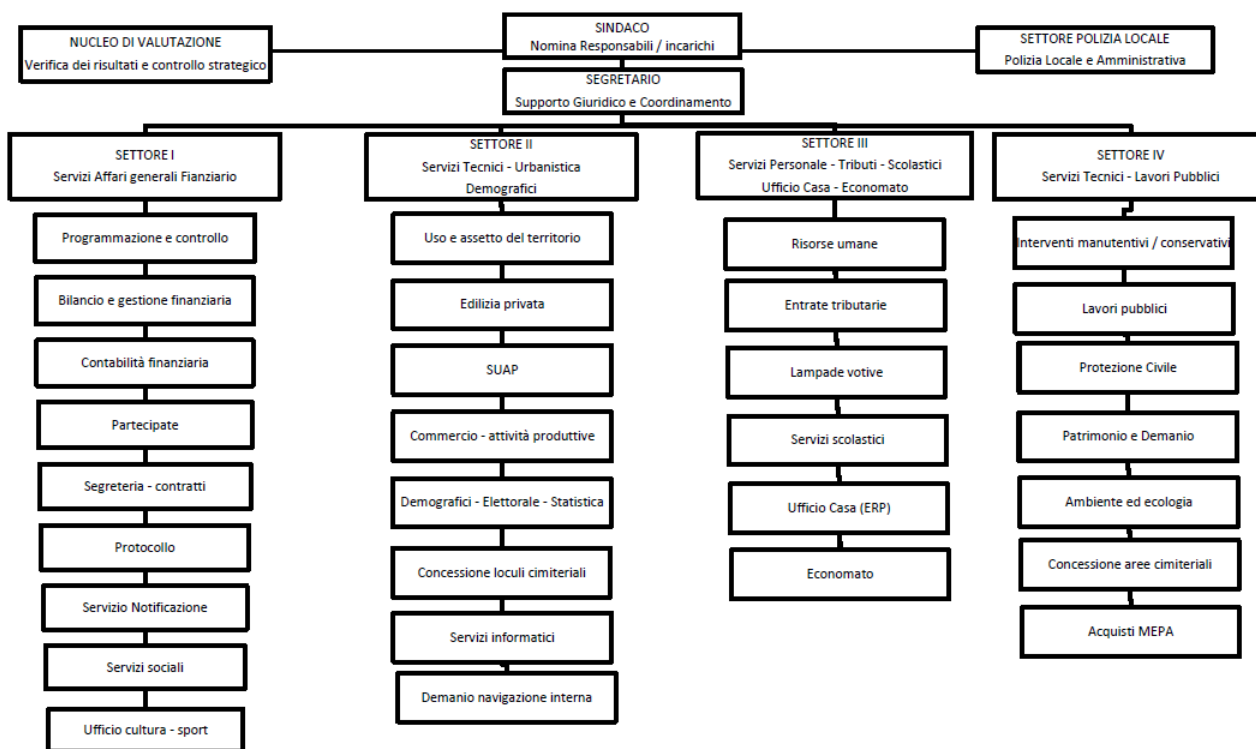 NUCLEO DI VALUTAZIONE
Verifica dei risultati e controllo strategico
SINDACO
Nomina Responsabili / incarichi
SETTORE POLIZIA LOCALE
Polizia Locale e Amministrativa
SEGRETARIO
Supporto Giuridico e Coordinamento
SETTORE I
Servizi Affari generali Fianziario
Programmazione e controllo
Bilancio e gestione finanziaria
Contabilità finanziaria
Partecipate
Segreteria - contratti
Protocollo
Servizio Notificazione
Servizi sociali
Ufficio cultura - sport
SETTORE II
Servizi Tecnici - Urbanistica
Demografici
Uso e assetto del territorio
Edilizia privata
SUAP
Commercio - attività produttive
Demografici - Elettorale - Statistica
Concessione loculi cimiteriali
Servizi informatici
Demanio navigazione interna
SETTORE III
Servizi Personale - Tributi - Scolastici
Ufficio Casa - Economato
Risorse umane
Entrate tributarie
Lampade votive
Servizi scolastici
Ufficio Casa (ERP)
Economato
SETTORE IV
Servizi Tecnici - Lavori Pubblici
Interventi manutentivi / conservativi
Lavori pubblici
Protezione Civile
Patrimonio e Demanio
Ambiente ed ecologia
Concessione aree cimiteriali
Acquisti MEPA